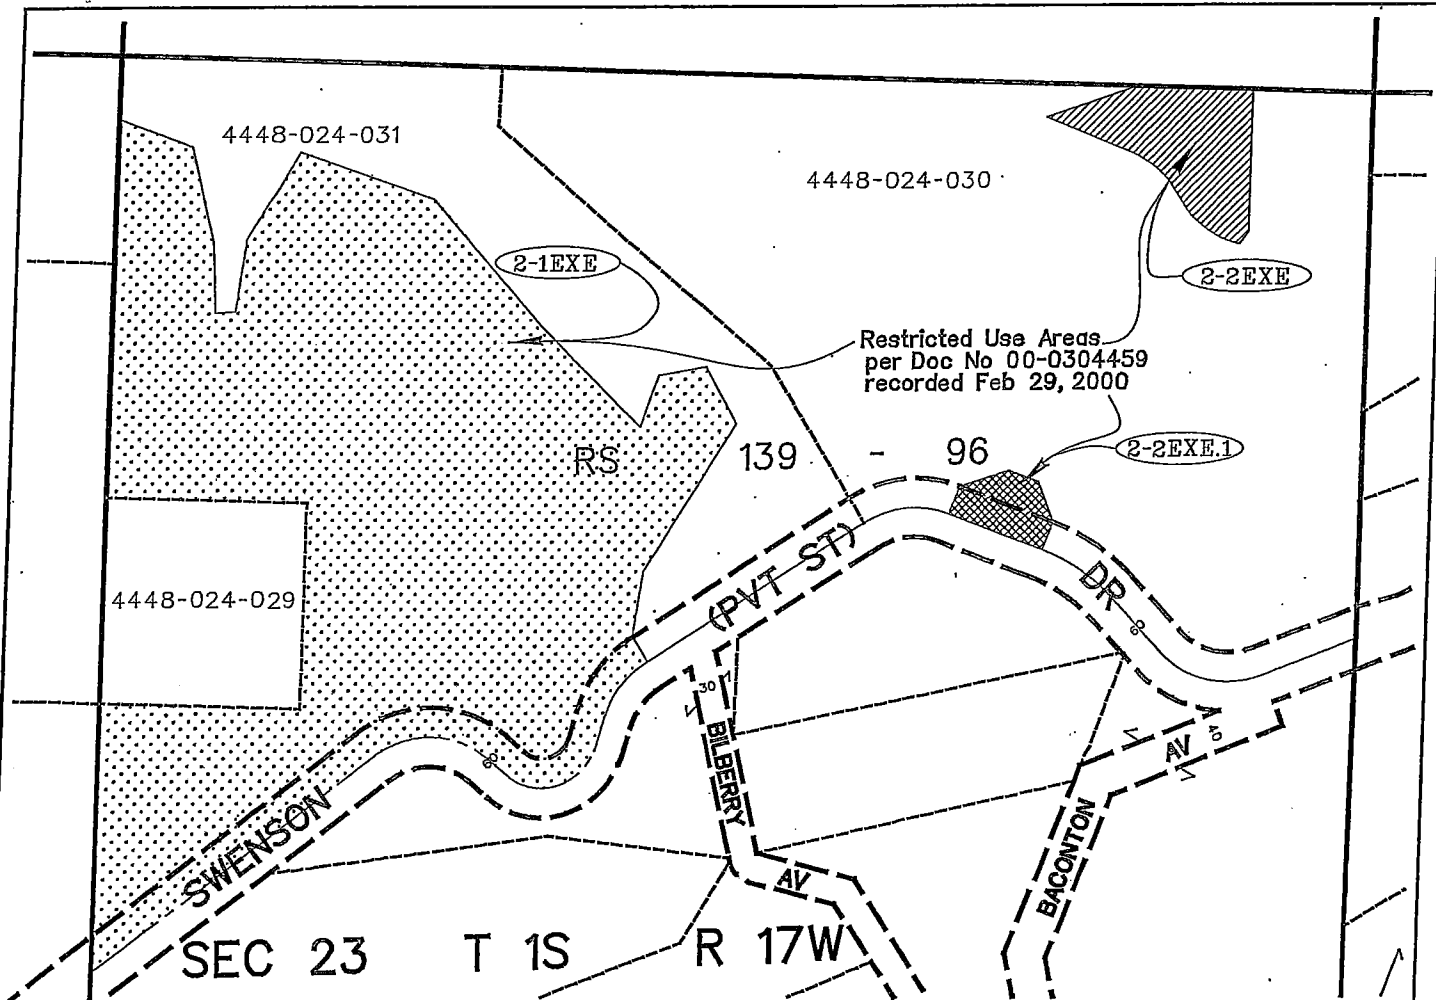 4448-024-031
4448-024-030
2-1EXE
2-2EXE
Restricted Use Areas
per Doc No 00-0304459
recorded Feb 29, 2000
RS
139 - 96
2-2EXE.1
(PVT ST)
DR
4448-024-029
60
30
BILBERRY
AV
40
AV
60
SWENSON
BACONTON
SEC 23 T 1S R 17W